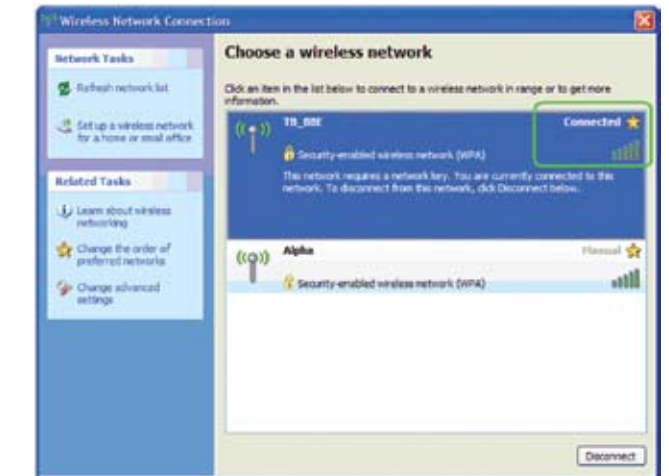 Wireless Network Connection
Network Tasks
Refresh network list
Set up a wireless network
for a home or small office
Related Tasks
Learn about wireless
networking
Change the order of
preferred networks
Change advanced
settings
Choose a wireless network
Click an item in the list below to connect to a wireless network in range or to get more
information.
Connected
Security-enabled wireless network (WPA)
This network requires a network key. You are currently connected to this
network. To disconnect from this network, click Disconnect below.
Alpha
Manual
Security-enabled wireless network (WPA)
Disconnect